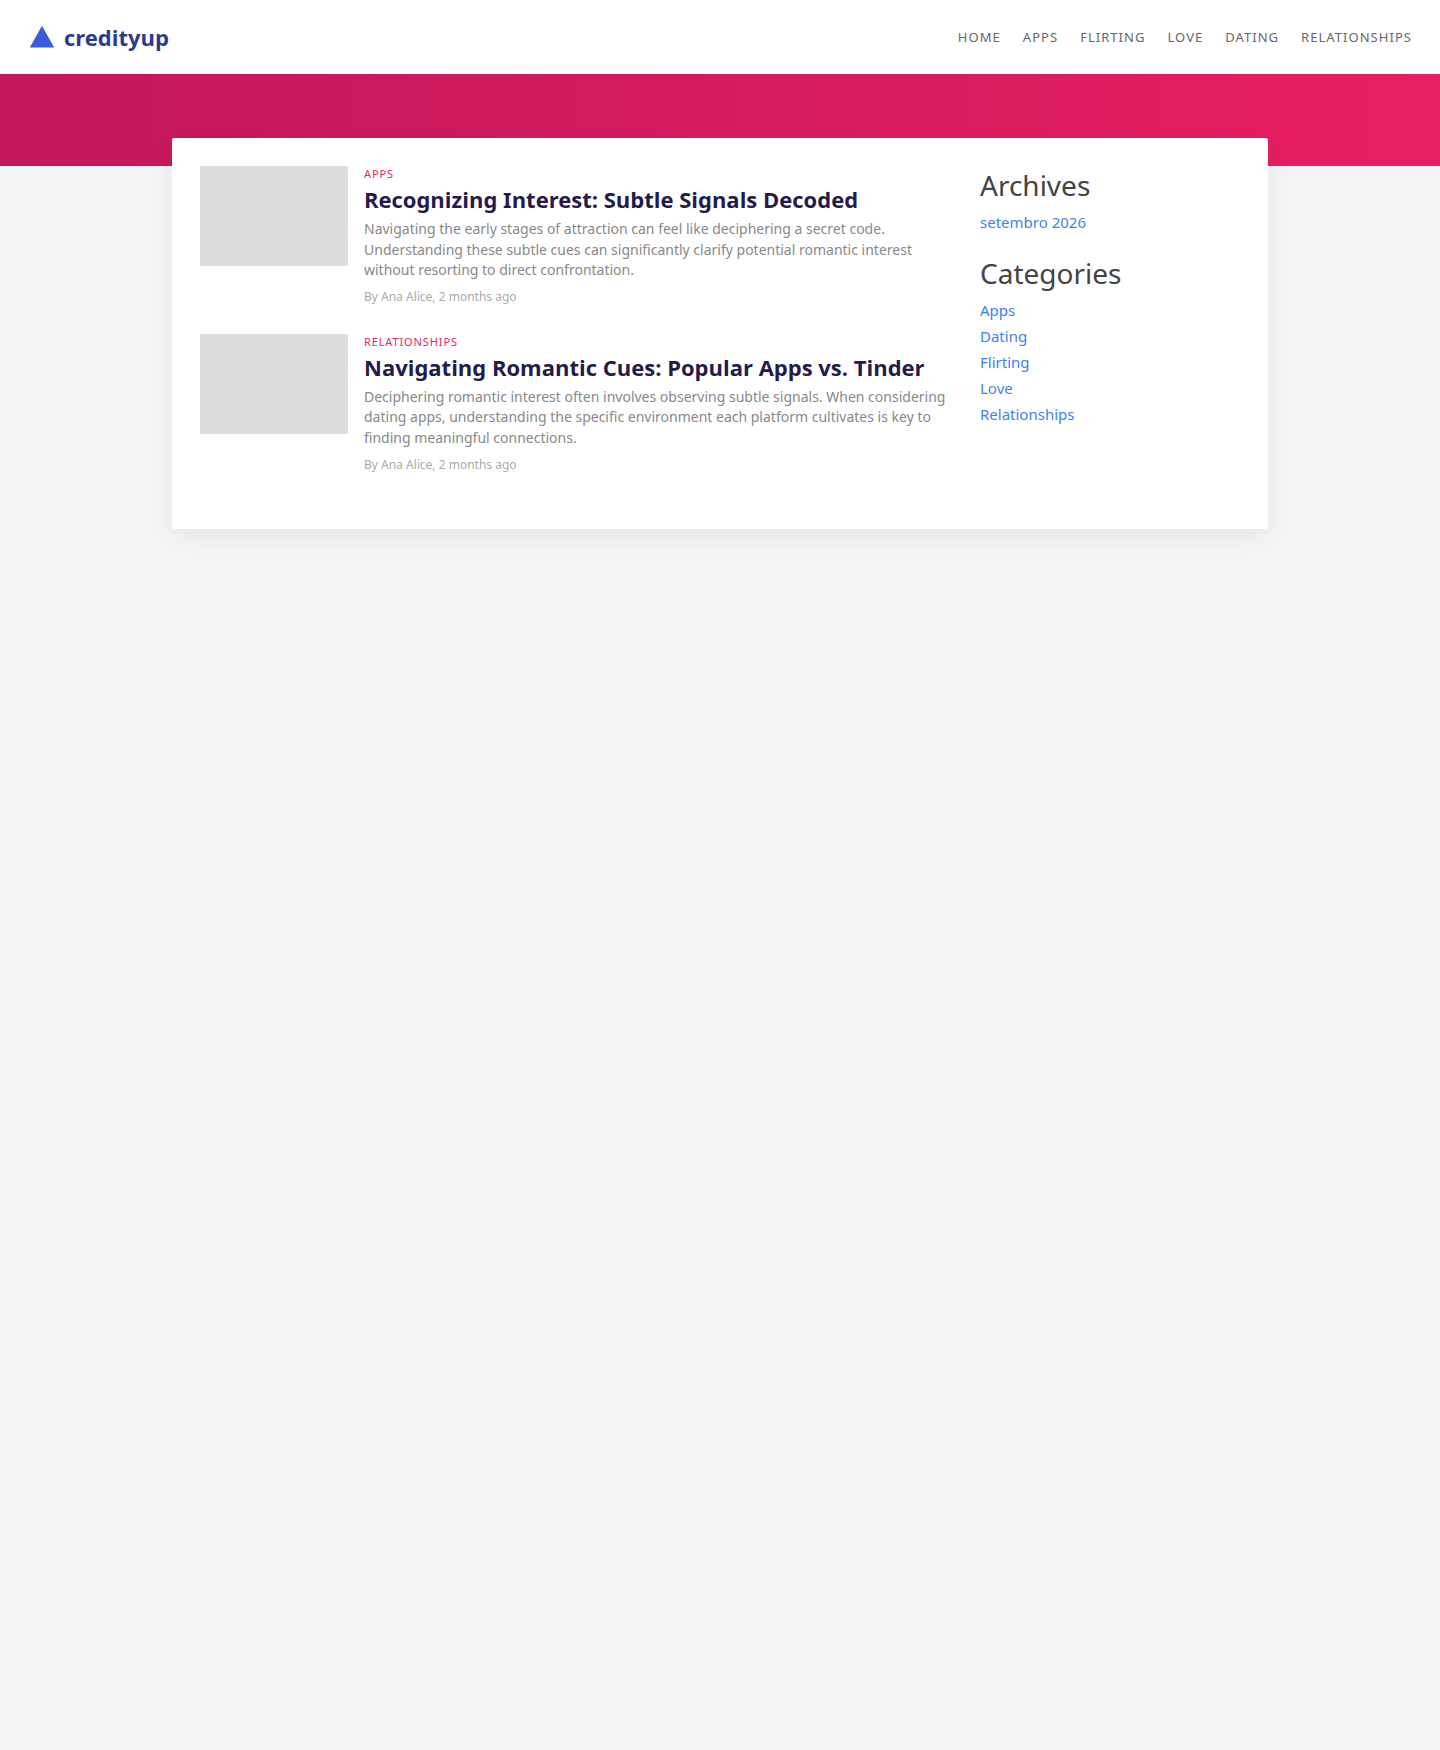 credityup
HOME APPS FLIRTING LOVE DATING RELATIONSHIPS
APPS
Recognizing Interest: Subtle Signals Decoded
Navigating the early stages of attraction can feel like deciphering a secret code.
Understanding these subtle cues can significantly clarify potential romantic interest
without resorting to direct confrontation.
By Ana Alice, 2 months ago
RELATIONSHIPS
Navigating Romantic Cues: Popular Apps vs. Tinder
Deciphering romantic interest often involves observing subtle signals. When considering
dating apps, understanding the specific environment each platform cultivates is key to
finding meaningful connections.
By Ana Alice, 2 months ago
Archives
setembro 2026
Categories
Apps
Dating
Flirting
Love
Relationships